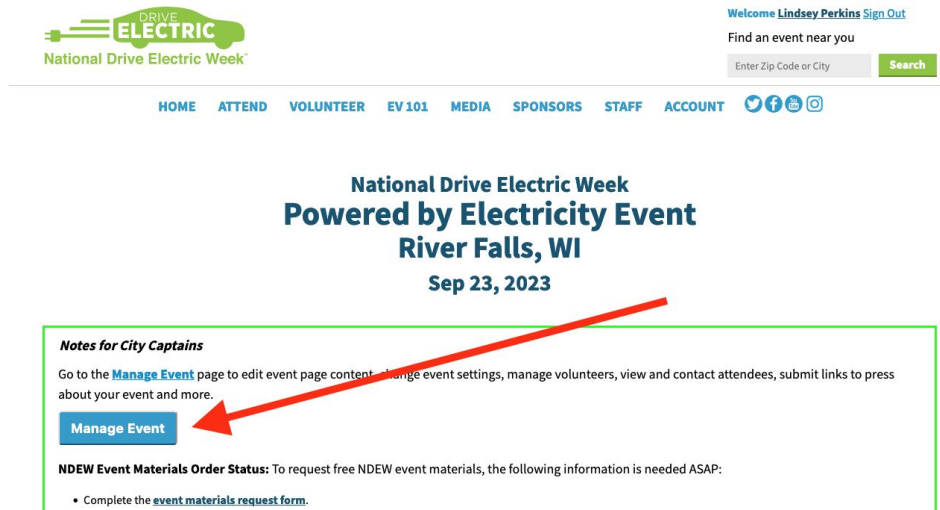 DRIVE
ELECTRIC
National Drive Electric Week
Welcome Lindsey Perkins Sign Out
Find an event near you
Enter Zip Code or City
Search
HOME ATTEND VOLUNTEER EV 101 MEDIA SPONSORS STAFF ACCOUNT
National Drive Electric Week
Powered by Electricity Event
River Falls, WI
Sep 23, 2023
Notes for City Captains
Go to the Manage Event page to edit event page content, change event settings, manage volunteers, view and contact attendees, submit links to press
about your event and more.
Manage Event
NDEW Event Materials Order Status: To request free NDEW event materials, the following information is needed ASAP:
• Complete the event materials request form.